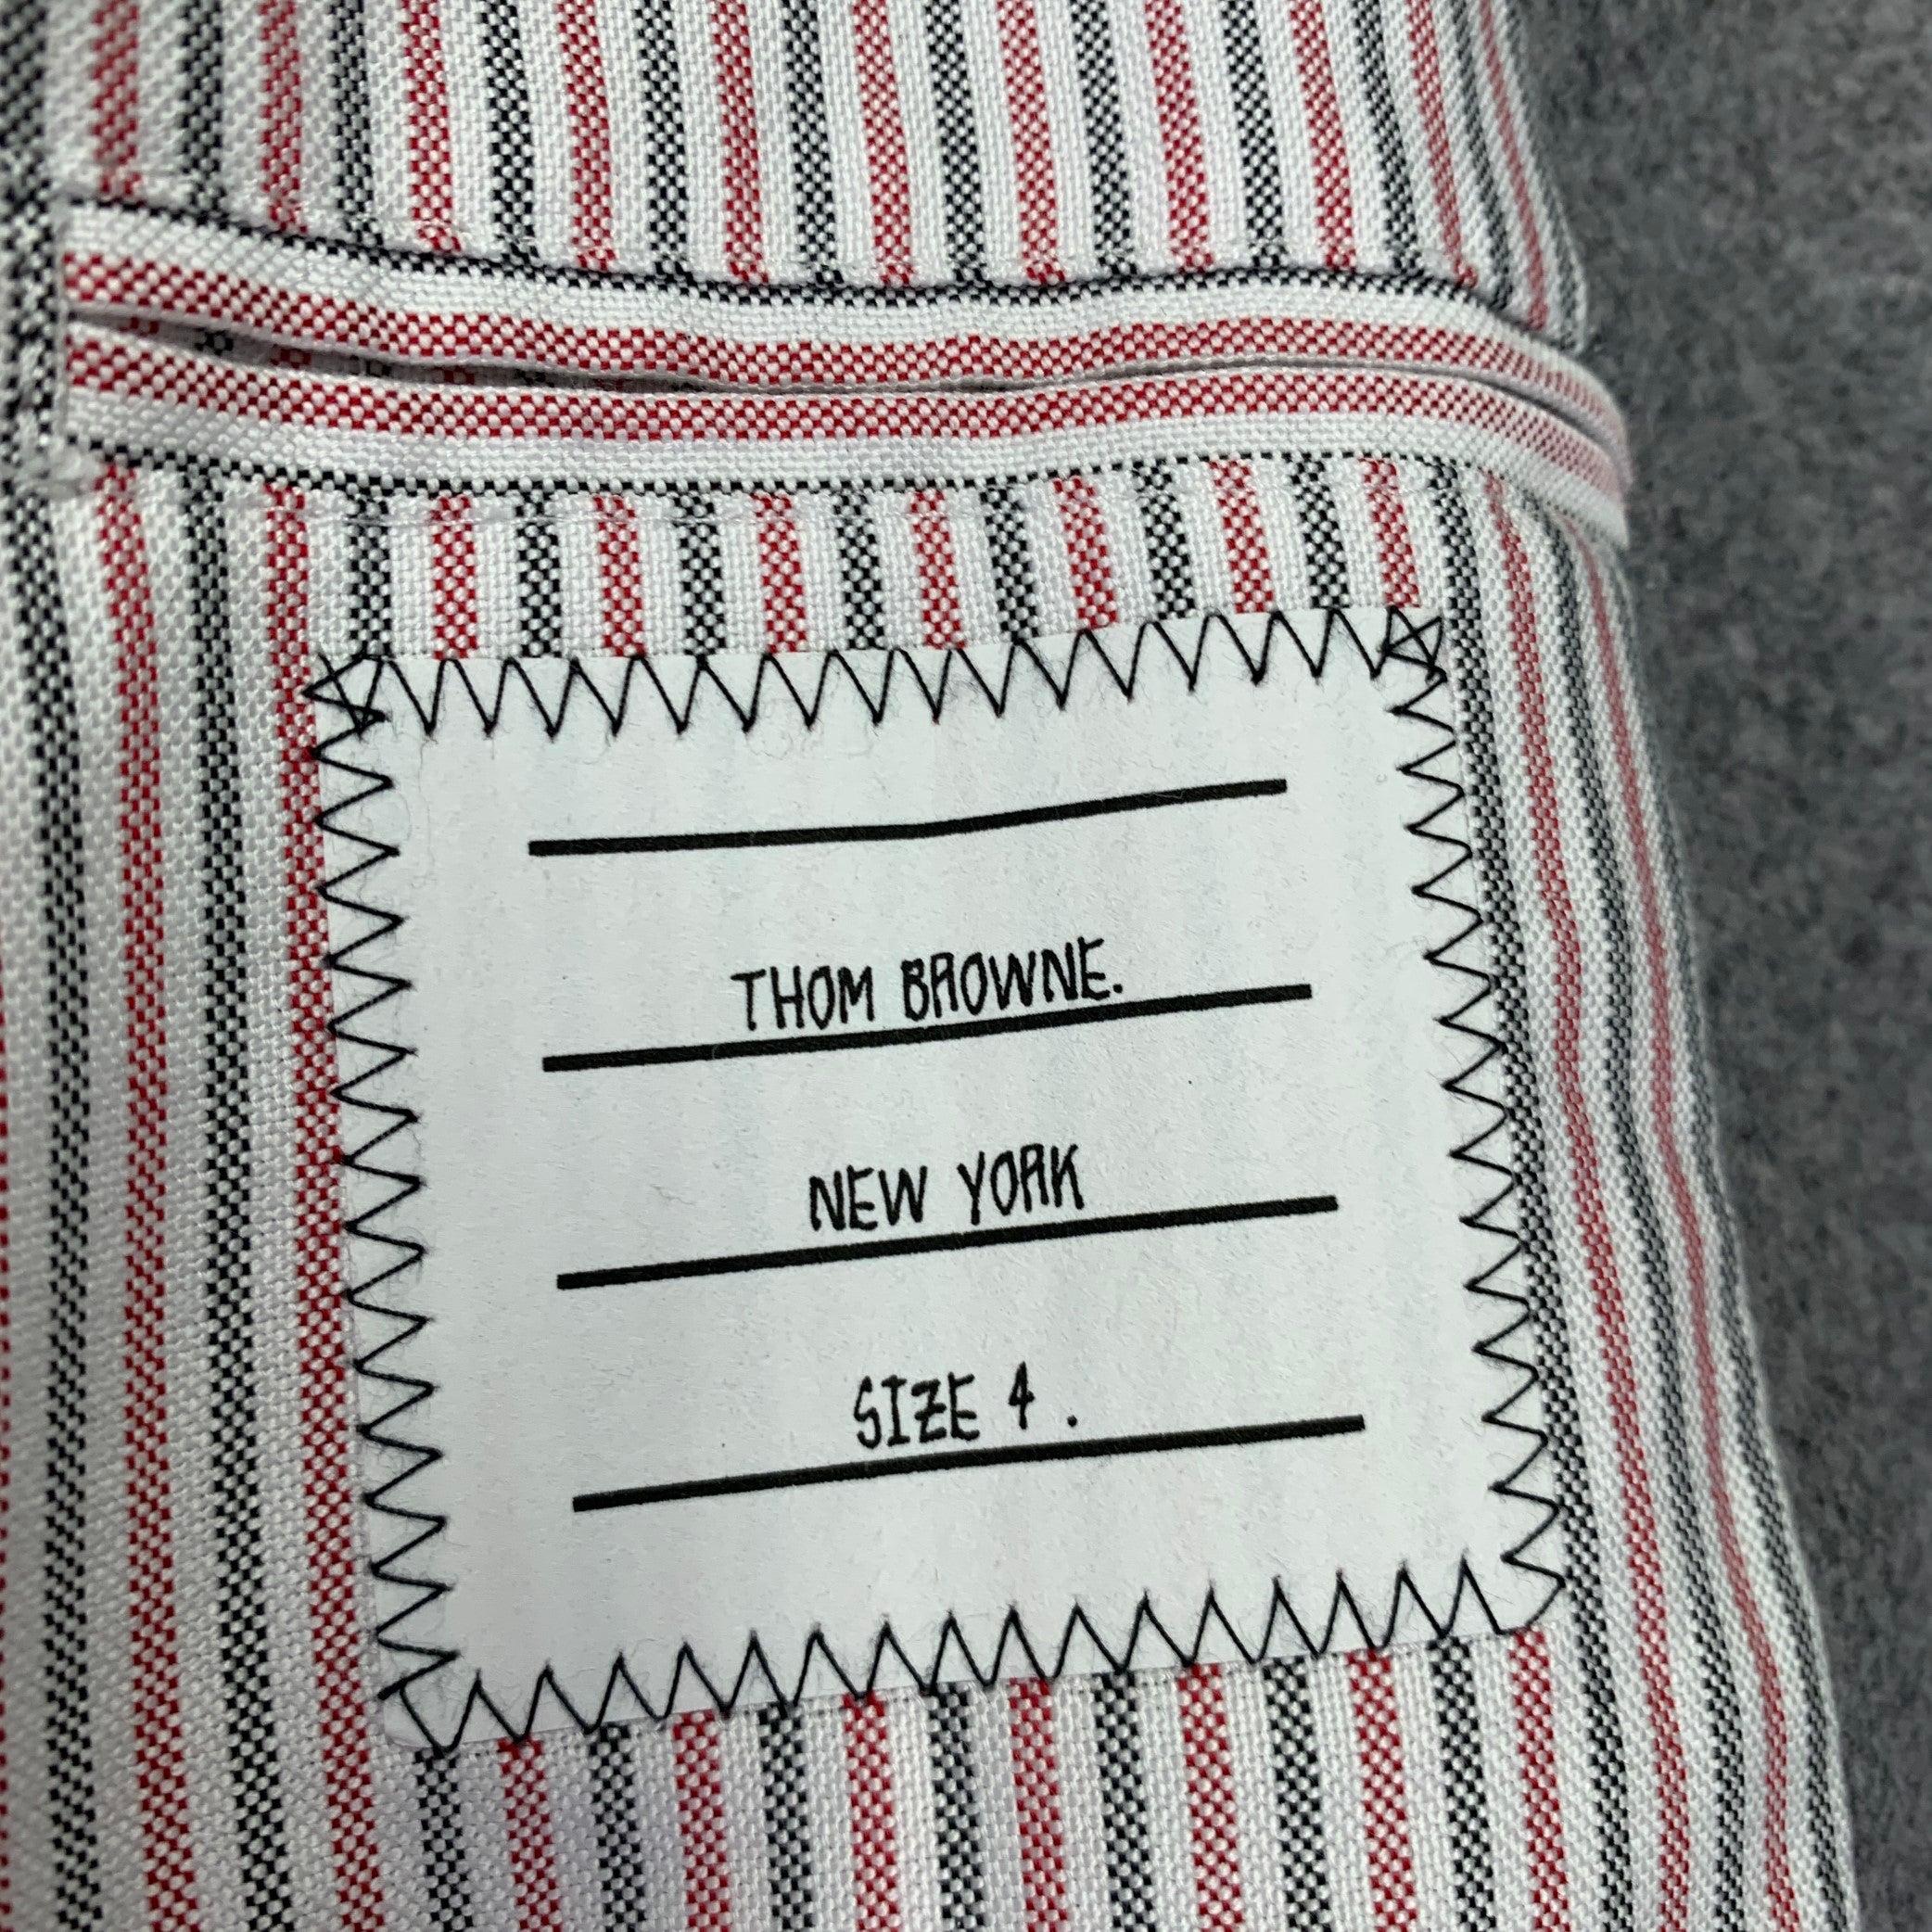 THOM BROWNE.
NEW YORK
SIZE 4 .